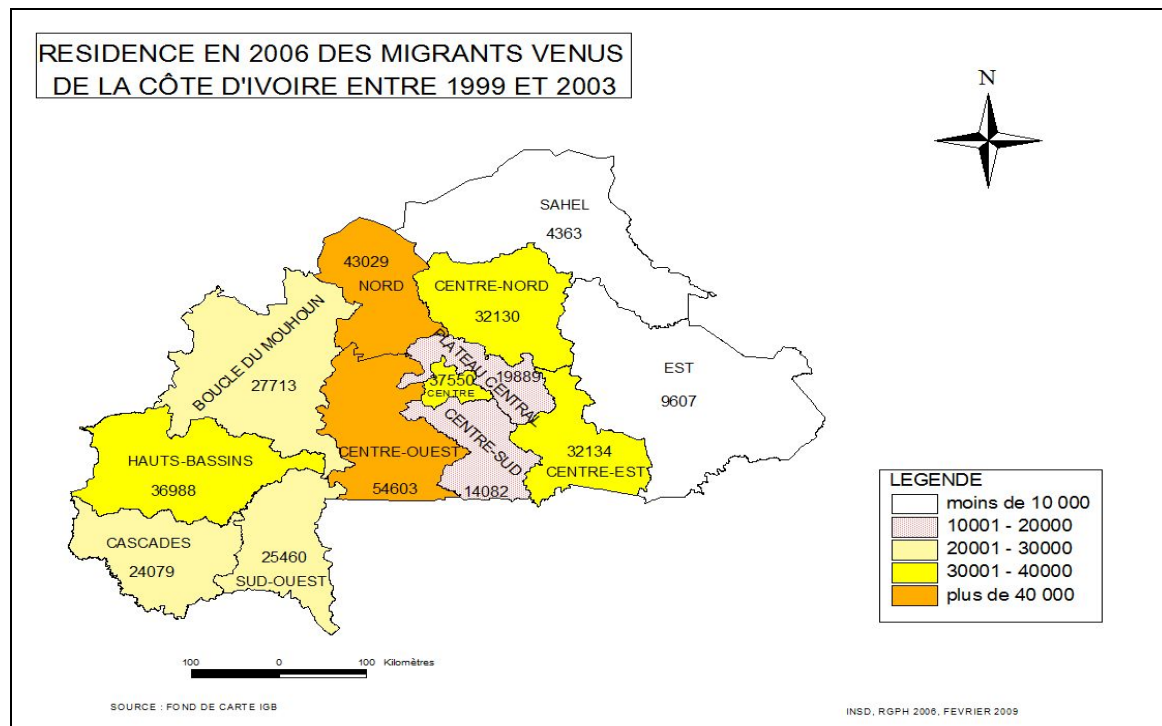 RESIDENCE EN 2006 DES MIGRANTS VENUS
DE LA CÔTE D'IVOIRE ENTRE 1999 ET 2003
N
SAHEL
4363
43029
NORD
CENTRE-NORD
32130
BOUCLE DU MOUHOUN
27713
PLATEAU CENTRAL
19889
37550
CENTRE
EST
9607
CENTRE-SUD
14082
CENTRE-OUEST
54603
32134
CENTRE-EST
HAUTS-BASSINS
36988
CASCADES
24079
25460
SUD-OUEST
LEGENDE
moins de 10 000
10001 - 20000
20001 - 30000
30001 - 40000
plus de 40 000
100 0 100 Kilomètres
SOURCE : FOND DE CARTE IGB
INSD, RGPH 2006, FEVRIER 2009